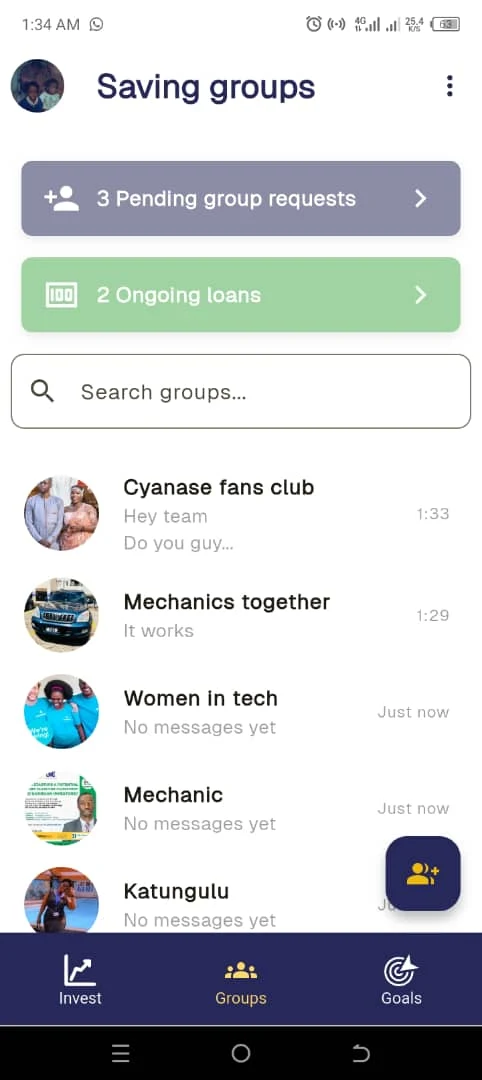 1:34 AM
4G
25.4
K/S
63
Saving groups
3 Pending group requests
100
2 Ongoing loans
Search groups...
Cyanase fans club
Hey team
Do you guy...
1:33
Mechanics together
It works
1:29
Women in tech
No messages yet
Just now
Mechanic
No messages yet
Just now
Katungulu
No messages yet
Invest
Groups
Goals